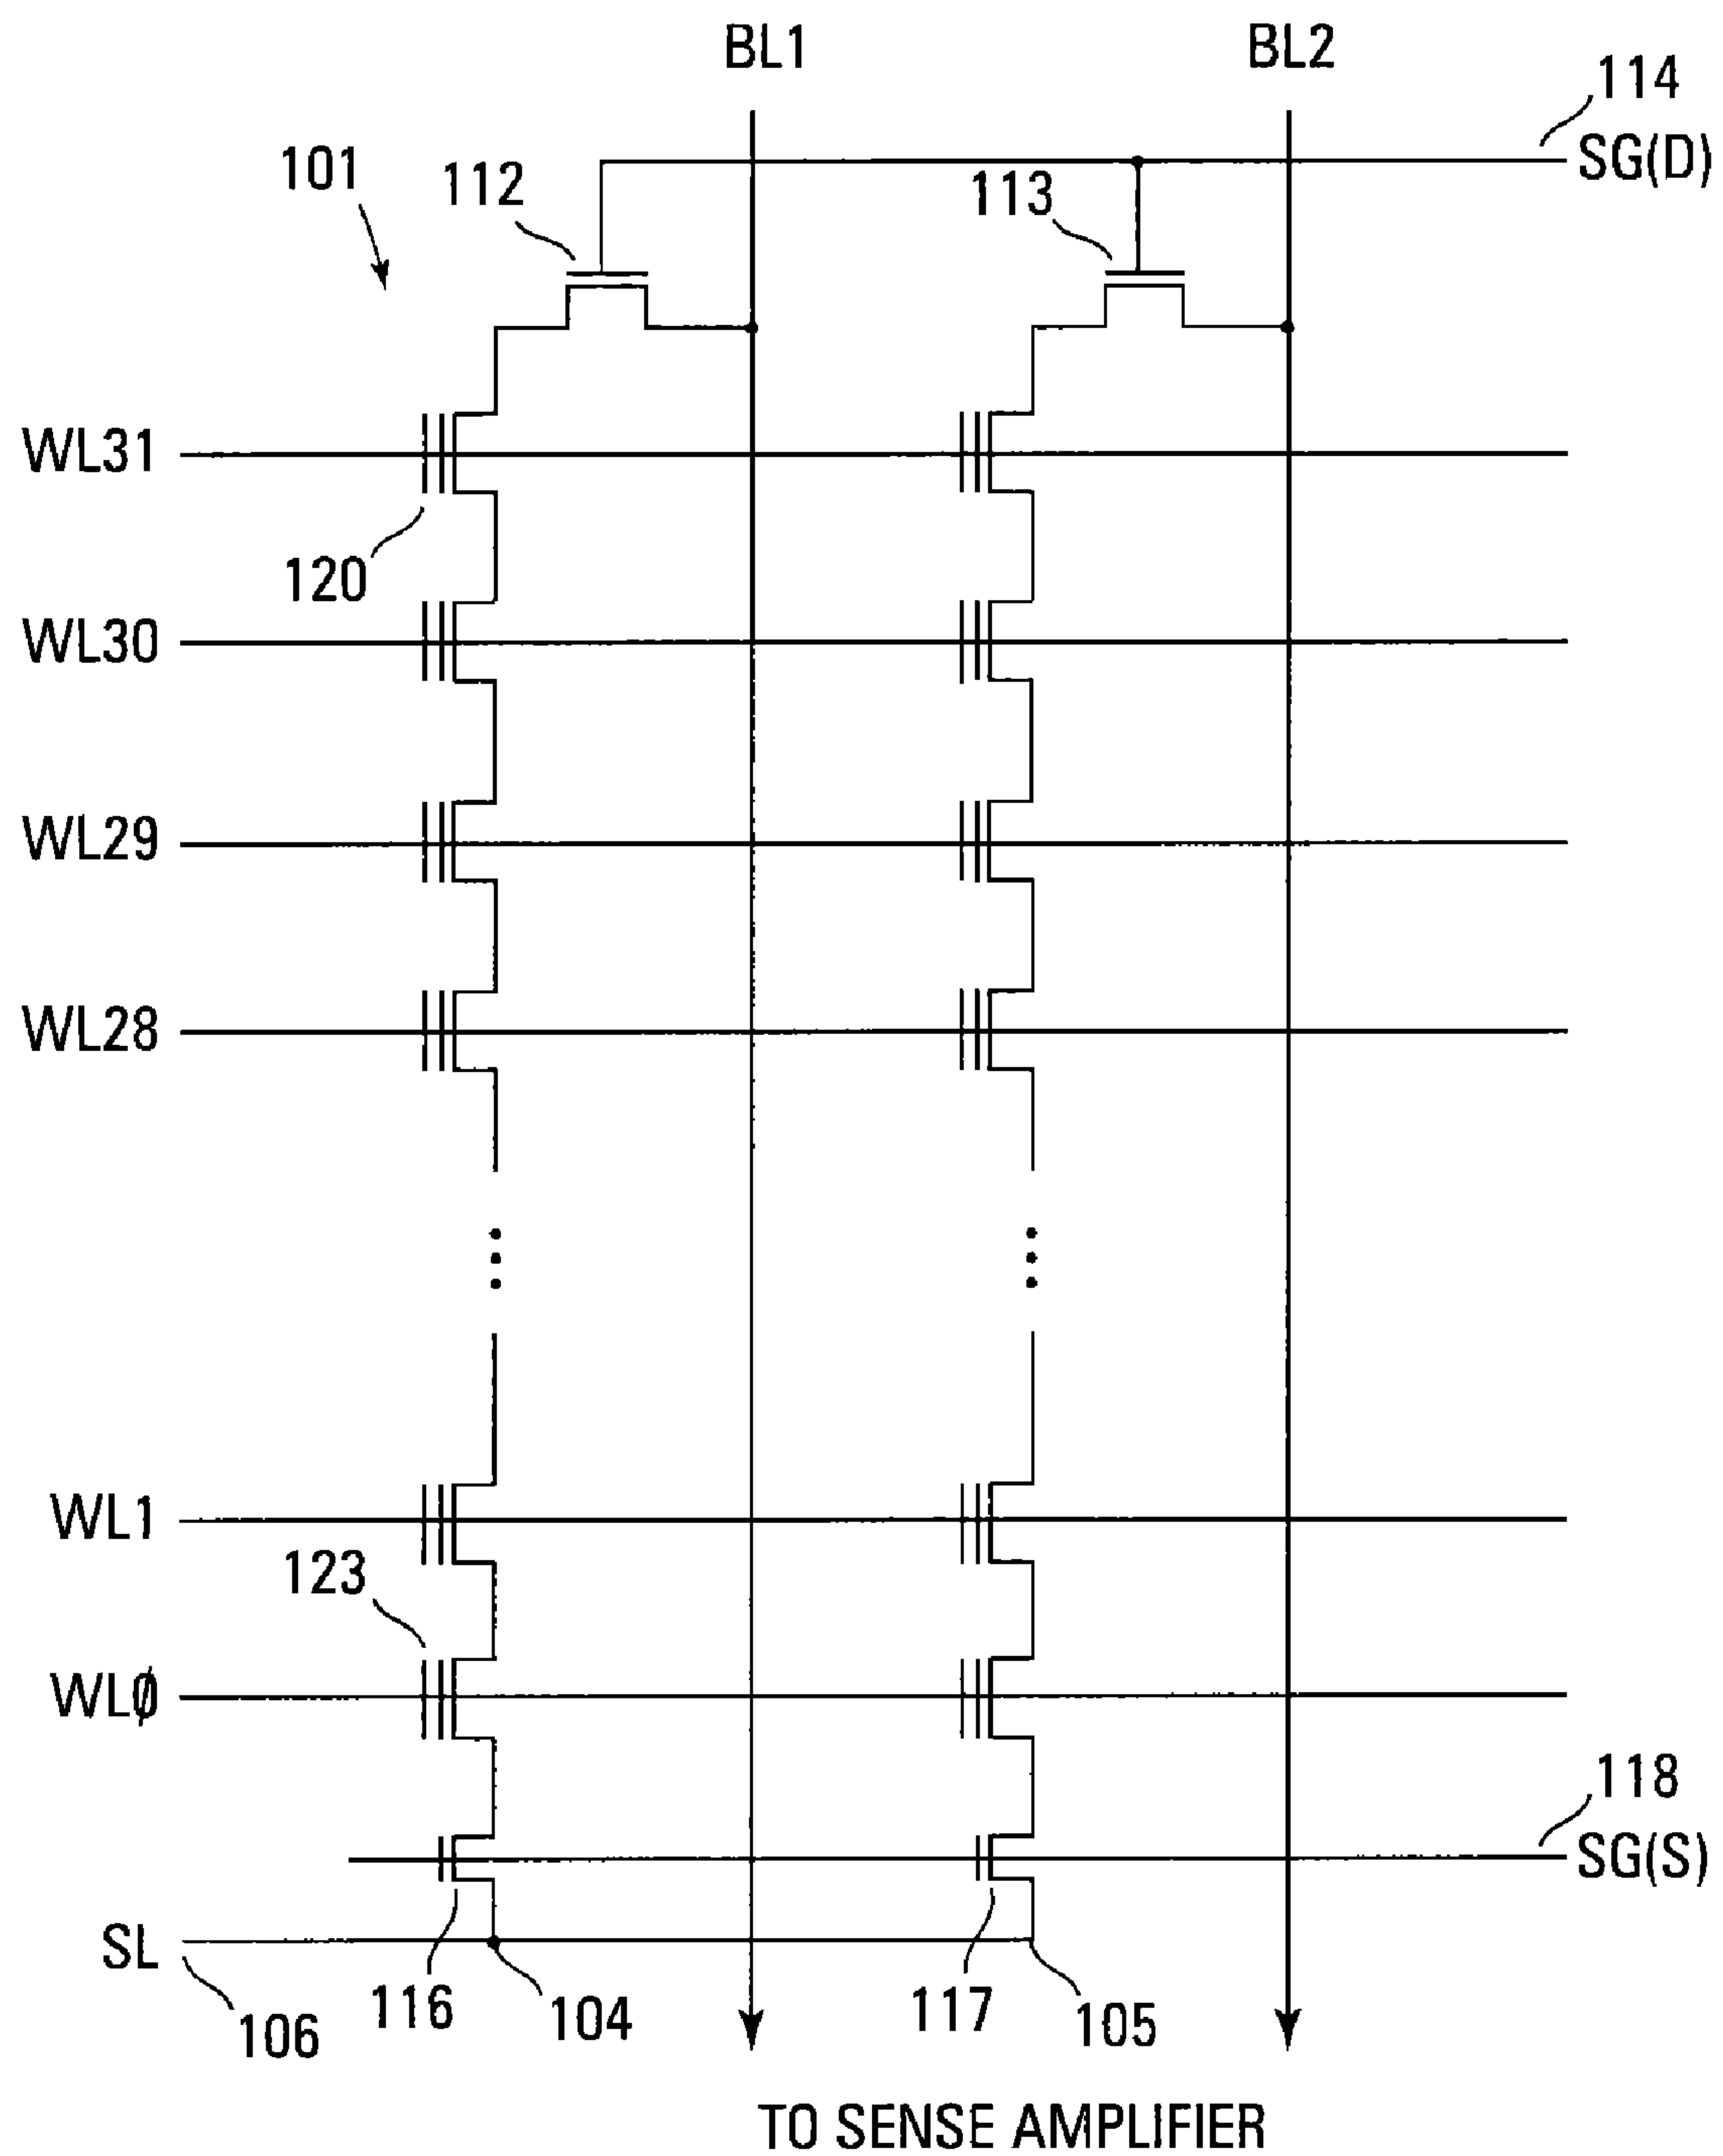 BL1
BL2
114
SG(D)
101
112
113
WL31
120
WL30
WL29
WL28
WL1
123
WLØ
118
SG(S)
SL
106
116
104
117
105
TO SENSE AMPLIFIER